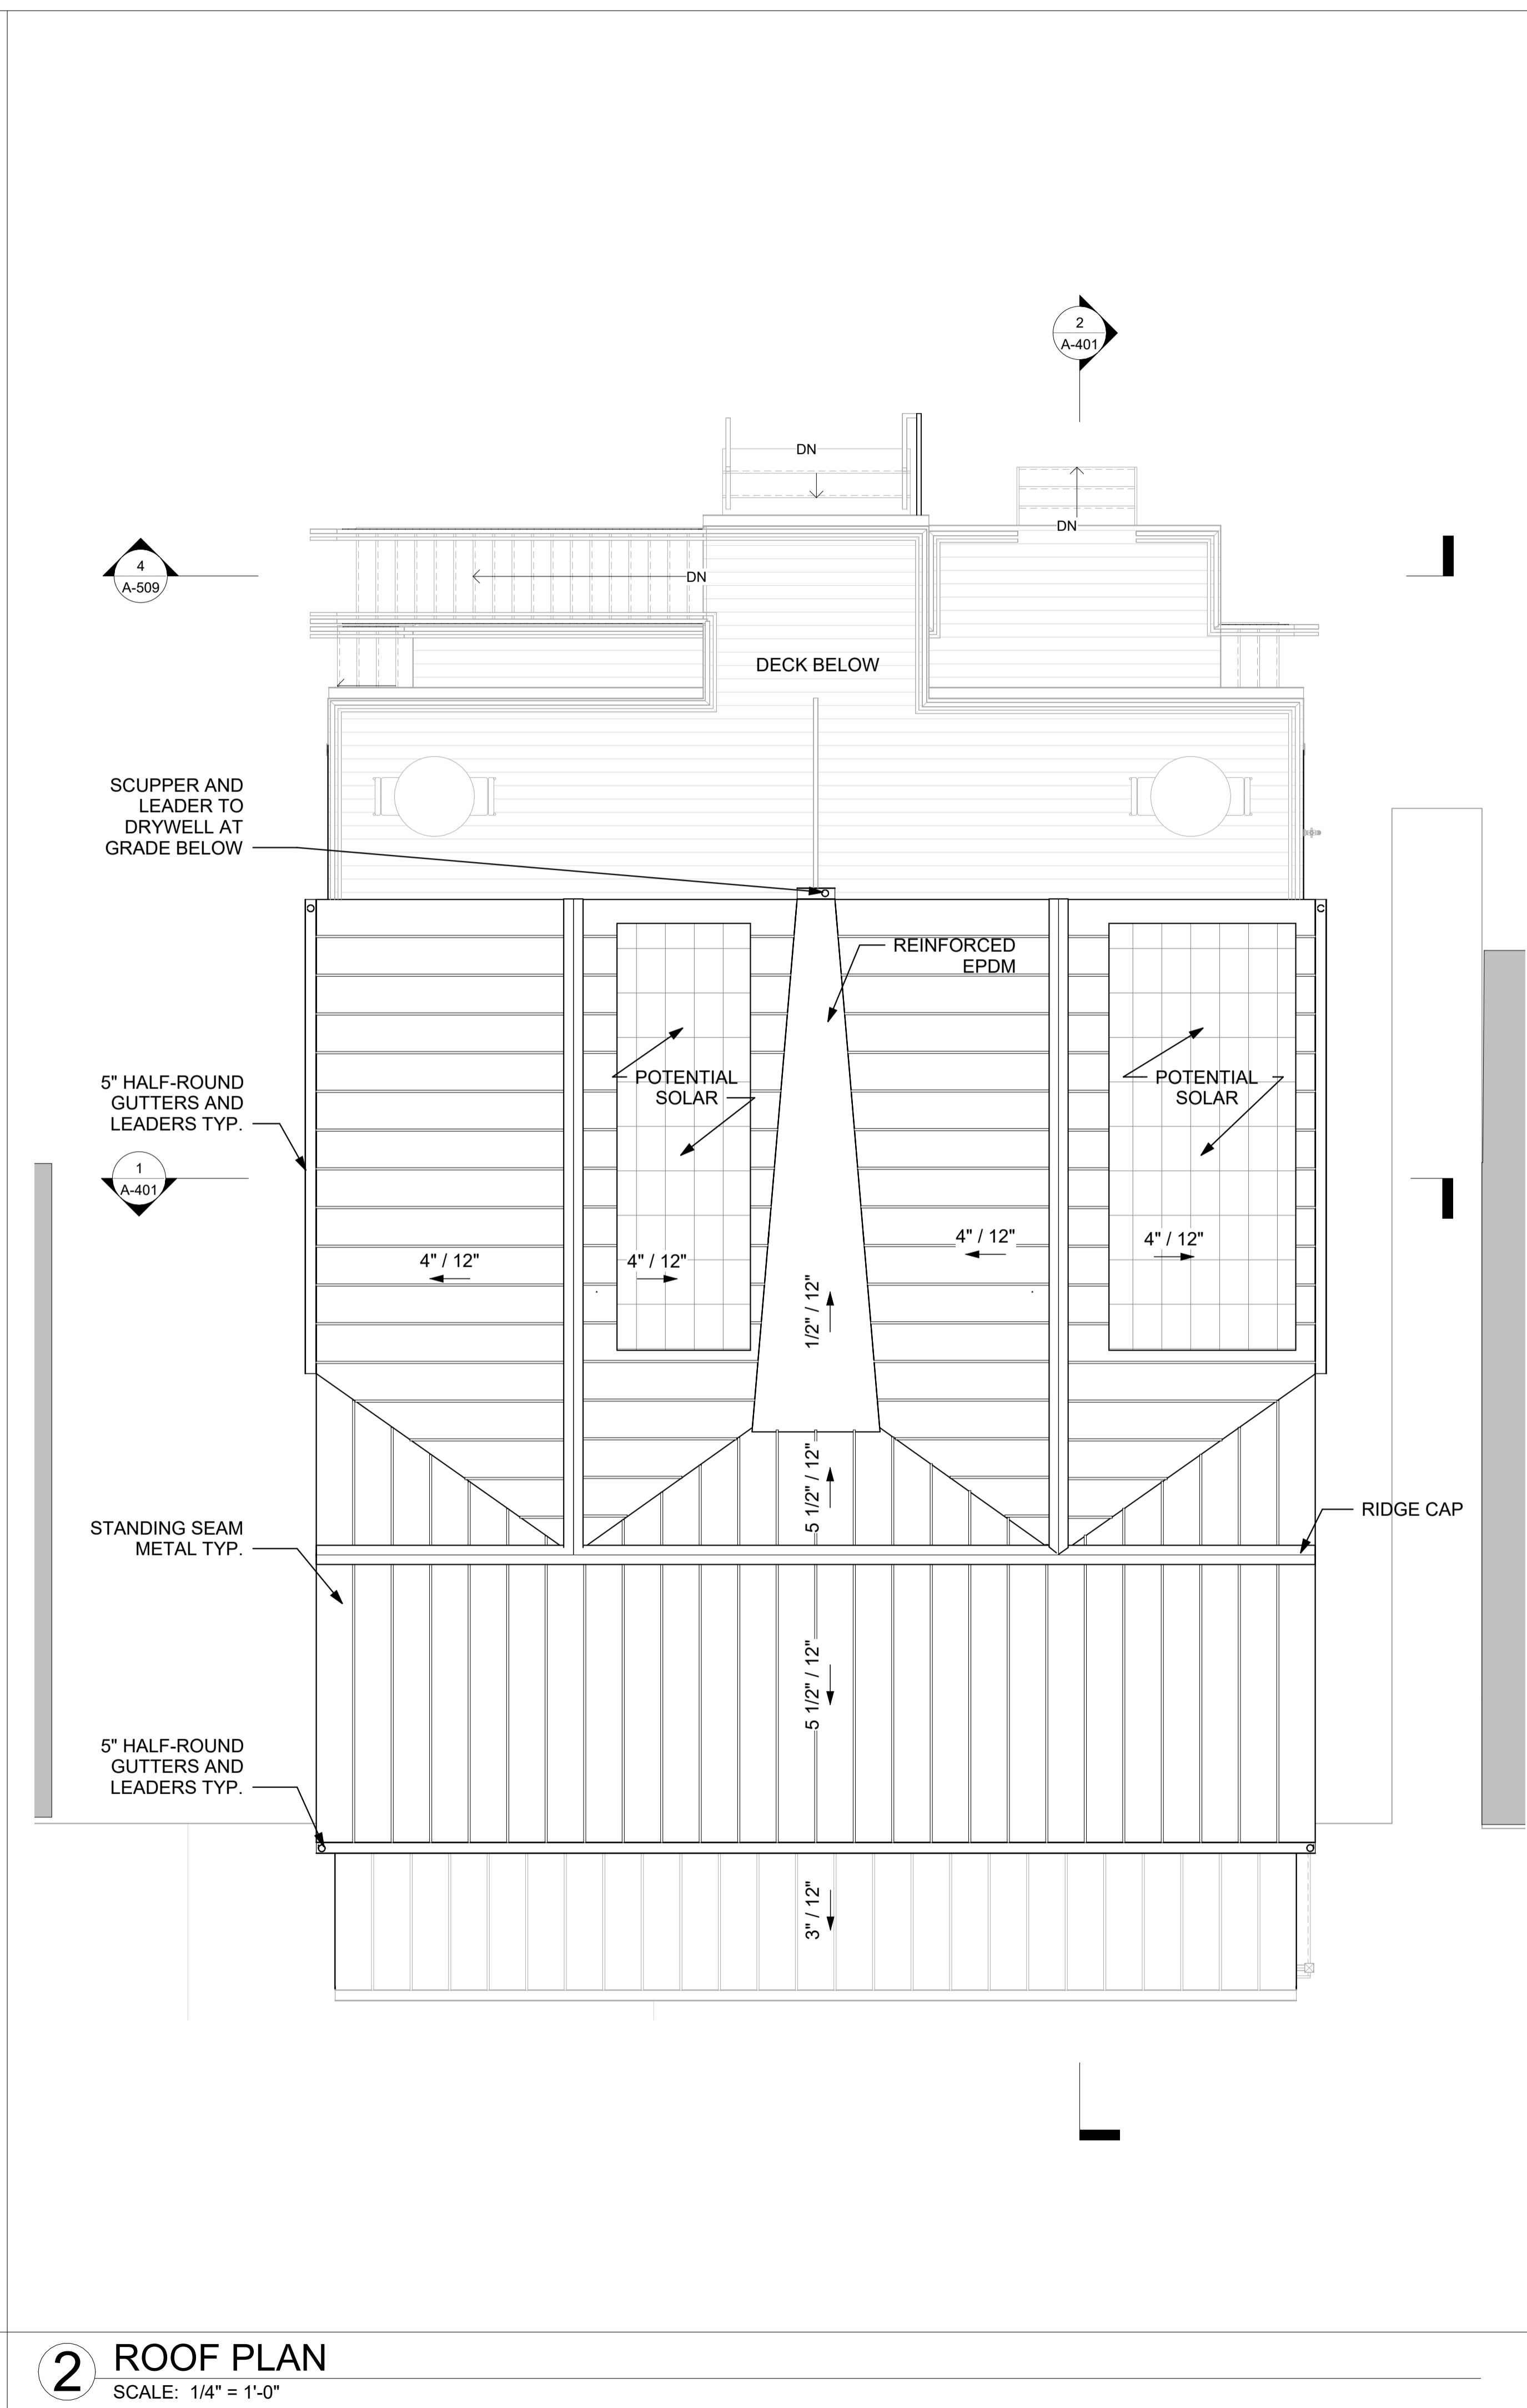 2
A-401
DN
DN
4
A-509
DN
DECK BELOW
SCUPPER AND
LEADER TO
DRYWELL AT
GRADE BELOW
REINFORCED
EPDM
5" HALF-ROUND
GUTTERS AND
LEADERS TYP.
POTENTIAL
SOLAR
POTENTIAL
SOLAR
1
A-401
4" / 12"
4" / 12"
4" / 12"
4" / 12"
1/2" / 12"
5 1/2" / 12"
RIDGE CAP
STANDING SEAM
METAL TYP.
5 1/2" / 12"
5" HALF-ROUND
GUTTERS AND
LEADERS TYP.
3" / 12"
2
ROOF PLAN
SCALE: 1/4" = 1'-0"